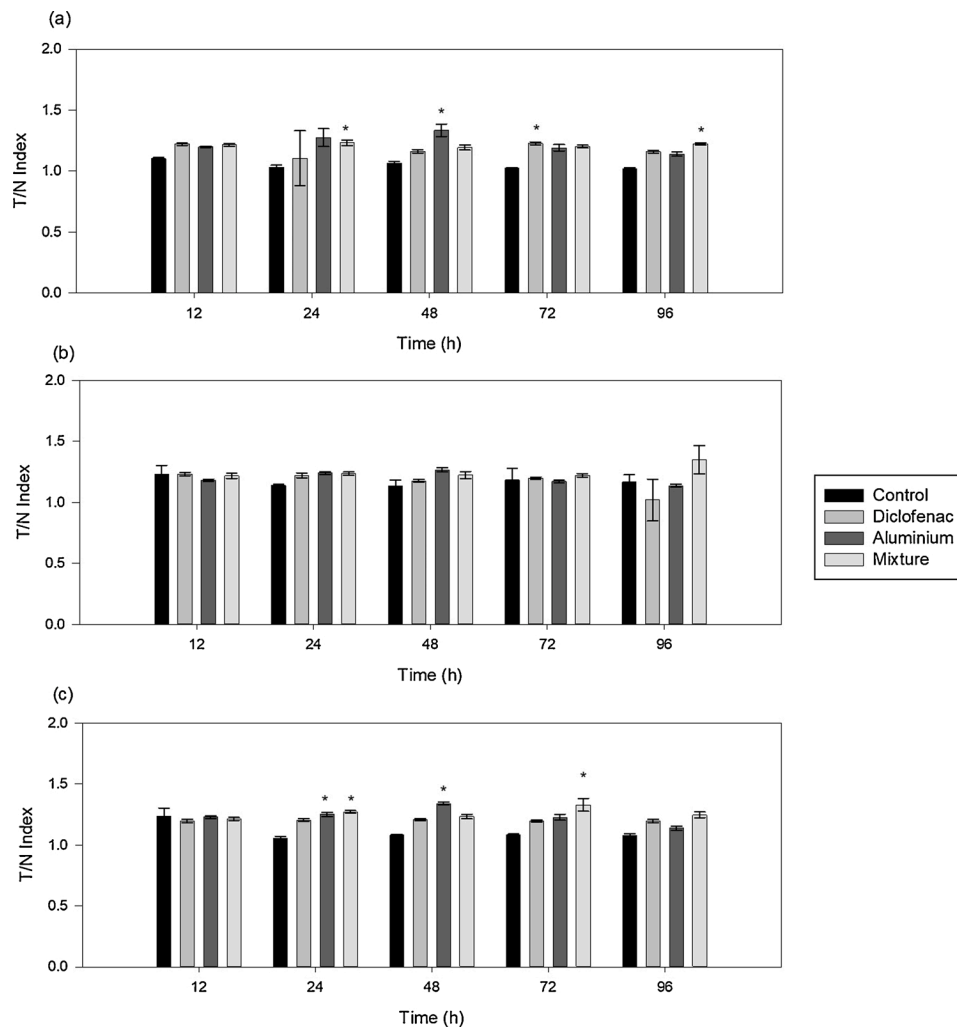 (a)
2.0
*
*
*
*
1.5
1.0
0.5
0.0
T/N Index
12 24 48 72 96
Time (h)
(b)
2.0
1.5
1.0
0.5
0.0
T/N Index
12 24 48 72 96
Time (h)
Control
Diclofenac
Aluminium
Mixture
(c)
2.0
1.5
*
*
*
*
1.0
0.5
0.0
T/N Index
12 24 48 72 96
Time (h)